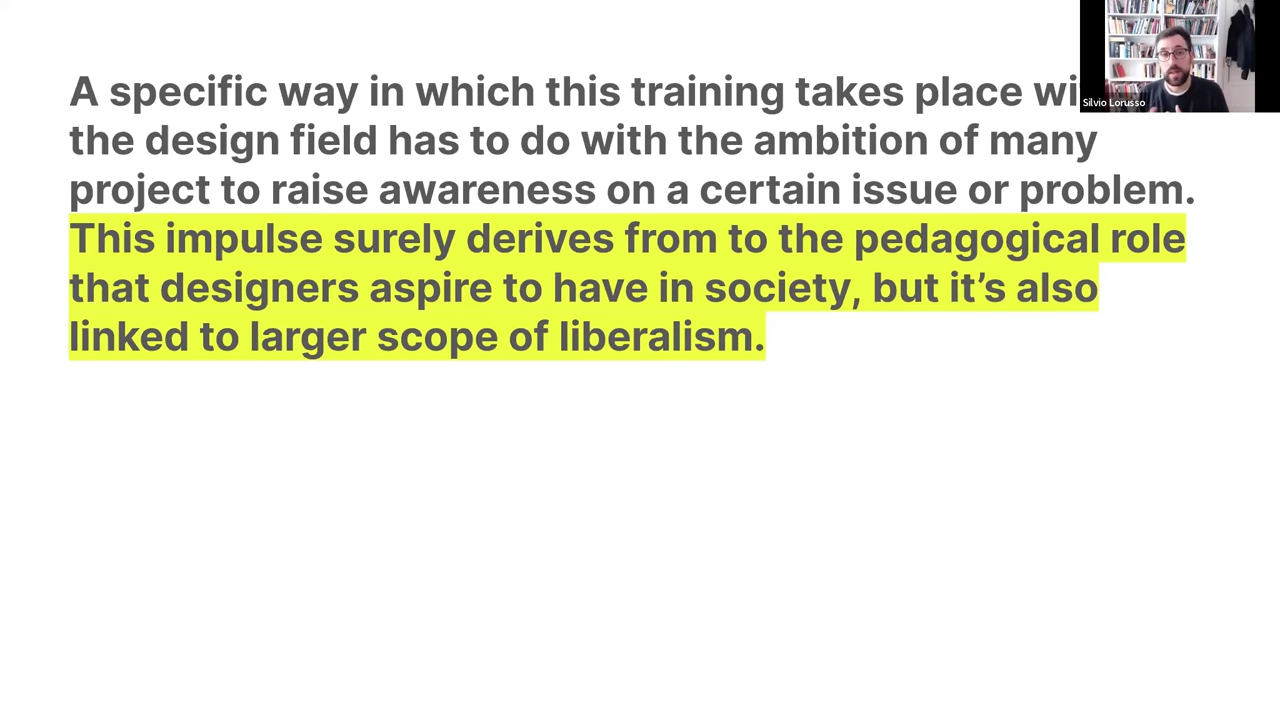 A specific way in which this training takes place
the design field has to do with the ambition of many
project to raise awareness on a certain issue or problem.
This impulse surely derives from to the pedagogical role
that designers aspire to have in society, but it's also
linked to larger scope of liberalism.
Silvio Lorusso